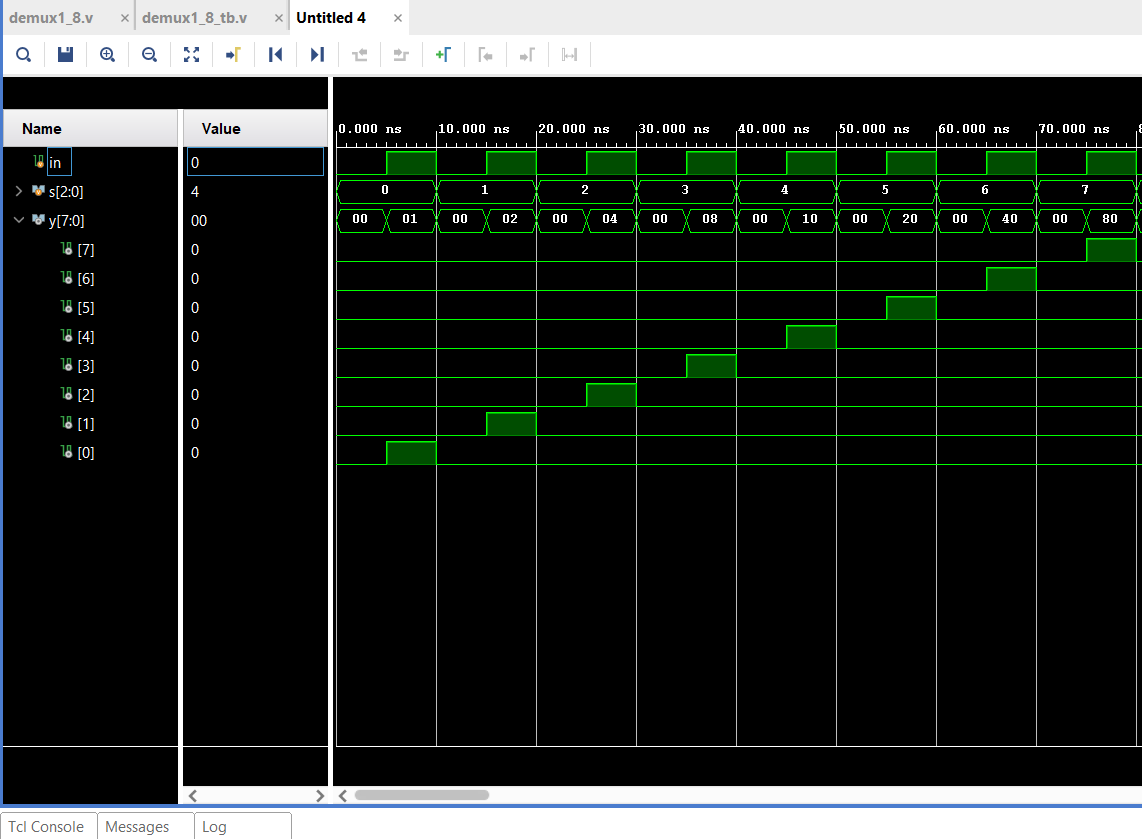 demux1_8.v × demux1_8_tb.v × Untitled 4 ×
Name Value
0.000 ns 10.000 ns 20.000 ns 30.000 ns 40.000 ns 50.000 ns 60.000 ns 70.000 ns 8
in 0
s[2:0] 4 0 1 2 3 4 5 6 7
y[7:0] 00 00 01 00 02 00 04 00 08 00 10 00 20 00 40 00 80
[7] 0
[6] 0
[5] 0
[4] 0
[3] 0
[2] 0
[1] 0
[0] 0
Tcl Console Messages Log